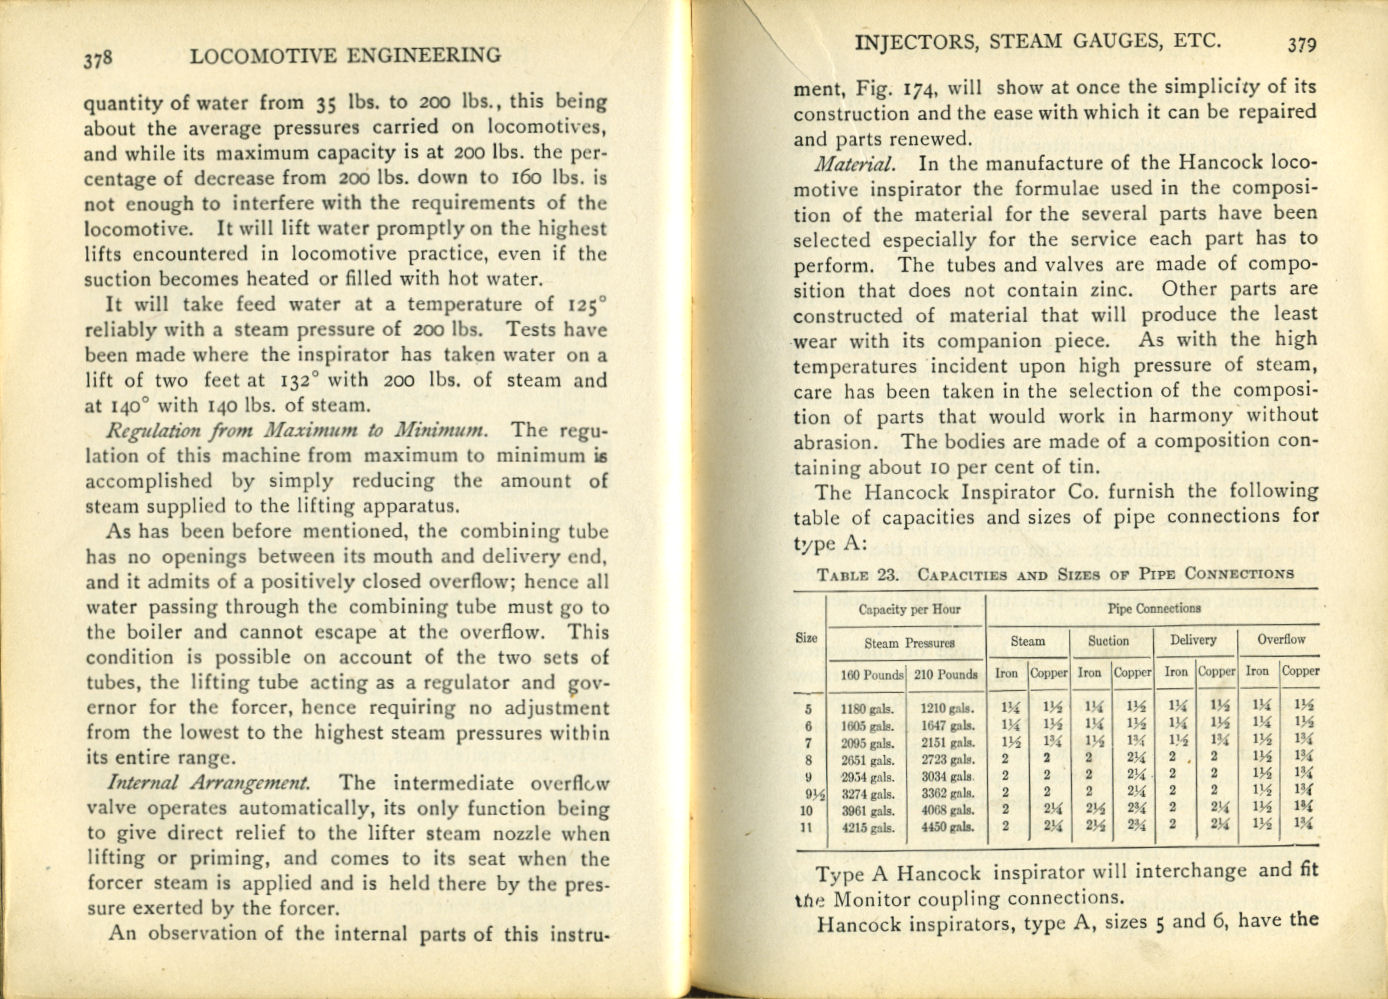 378 LOCOMOTIVE ENGINEERING
quantity of water from 35 lbs. to 200 lbs., this being
about the average pressures carried on locomotives,
and while its maximum capacity is at 200 lbs. the per-
centage of decrease from 200 lbs. down to 160 lbs. is
not enough to interfere with the requirements of the
locomotive. It will lift water promptly on the highest
lifts encountered in locomotive practice, even if the
suction becomes heated or filled with hot water.
It will take feed water at a temperature of 125°
reliably with a steam pressure of 200 lbs. Tests have
been made where the inspirator has taken water on a
lift of two feet at 132° with 200 lbs. of steam and
at 140° with 140 lbs. of steam.
Regulation from Maximum to Minimum. The regu-
lation of this machine from maximum to minimum is
accomplished by simply reducing the amount of
steam supplied to the lifting apparatus.
As has been before mentioned, the combining tube
has no openings between its mouth and delivery end,
and it admits of a positively closed overflow; hence all
water passing through the combining tube must go to
the boiler and cannot escape at the overflow. This
condition is possible on account of the two sets of
tubes, the lifting tube acting as a regulator and gov-
ernor for the forcer, hence requiring no adjustment
from the lowest to the highest steam pressures within
its entire range.
Internal Arrangement. The intermediate overflow
valve operates automatically, its only function being
to give direct relief to the lifter steam nozzle when
lifting or priming, and comes to its seat when the
forcer steam is applied and is held there by the pres-
sure exerted by the forcer.
An observation of the internal parts of this instru-
INJECTORS, STEAM GAUGES, ETC. 379
ment, Fig. 174, will show at once the simplicity of its
construction and the ease with which it can be repaired
and parts renewed.
Material. In the manufacture of the Hancock loco-
motive inspirator the formulae used in the composi-
tion of the material for the several parts have been
selected especially for the service each part has to
perform. The tubes and valves are made of compo-
sition that does not contain zinc. Other parts are
constructed of material that will produce the least
wear with its companion piece. As with the high
temperatures incident upon high pressure of steam,
care has been taken in the selection of the composi-
tion of parts that would work in harmony without
abrasion. The bodies are made of a composition con-
taining about 10 per cent of tin.
The Hancock Inspirator Co. furnish the following
table of capacities and sizes of pipe connections for
type A:
TABLE 23. CAPACITIES AND SIZES OF PIPE CONNECTIONS
Capacity per Hour Pipe Connections
Size Steam Pressures Steam Suction Delivery Overflow
160 Pounds 210 Pounds Iron Copper Iron Copper Iron Copper Iron Copper
5 1180 gals. 1210 gals. 1¼ 1½ 1¼ 1½ 1¼ 1½ 1¼ 1½
6 1605 gals. 1647 gals. 1¼ 1½ 1¼ 1½ 1¼ 1½ 1¼ 1½
7 2095 gals. 2151 gals. 1½ 1¾ 1½ 1¾ 1½ 1¾ 1½ 1¾
8 2651 gals. 2723 gals. 2 2 2 2¼ 2 2 1½ 1¾
9 2954 gals. 3034 gals. 2 2 2 2¼ 2 2 1½ 1¾
9½ 3274 gals. 3362 gals. 2 2 2 2¼ 2 2 1½ 1¾
10 3961 gals. 4068 gals. 2 2¼ 2½ 2¾ 2 2¼ 1½ 1¾
11 4215 gals. 4450 gals. 2 2¼ 2½ 2¾ 2 2¼ 1½ 1¾
Type A Hancock inspirator will interchange and fit
the Monitor coupling connections.
Hancock inspirators, type A, sizes 5 and 6, have the